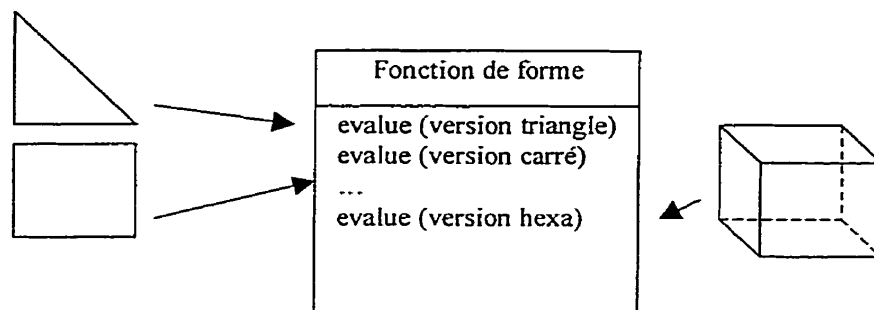 Fonction de forme
evalue (version triangle)
evalue (version carré)
...
evalue (version hexa)